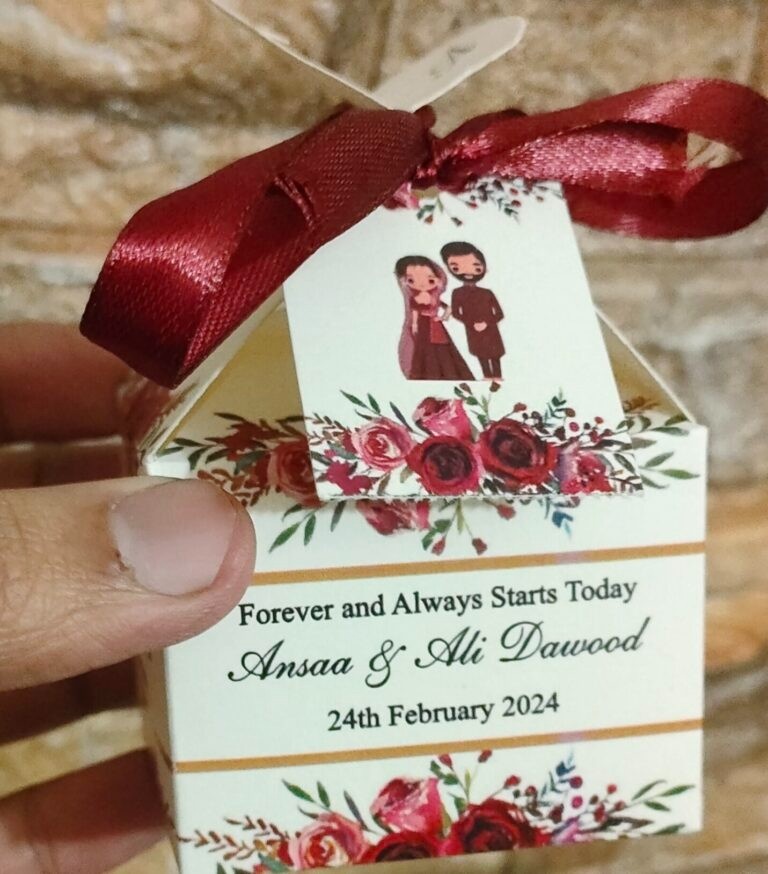 Forever and Always Starts Today
Ansaa & Ali Dawood
24th February 2024